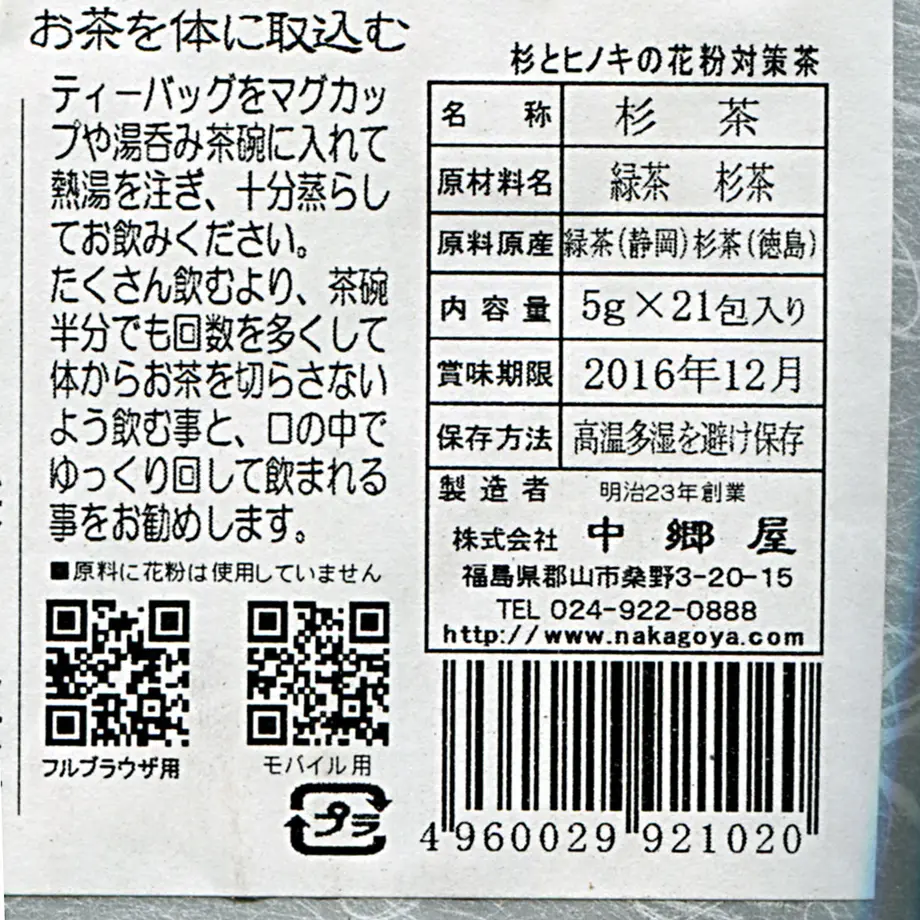 お茶を体に取込む
ティーバッグをマグカッ
プや湯呑み茶碗に入れて
熱湯を注ぎ、十分蒸らし
てお飲みください。
たくさん飲むより、茶碗
半分でも回数を多くして
体からお茶を切らさない
よう飲む事と、口の中で
ゆっくり回して飲まれる
事をお勧めします。
■原料に花粉は使用していません
フルブラウザ用
モバイル用
プラ
杉とヒノキの花粉対策茶
名称 杉茶
原材料名 緑茶 杉茶
原料原産 緑茶(静岡)杉茶(徳島)
内容量 5g×21包入り
賞味期限 2016年12月
保存方法 高温多湿を避け保存
製造者 明治23年創業
株式会社 中郷屋
福島県郡山市桑野3-20-15
TEL 024-922-0888
http://www.nakagoya.com
4 960029 921020